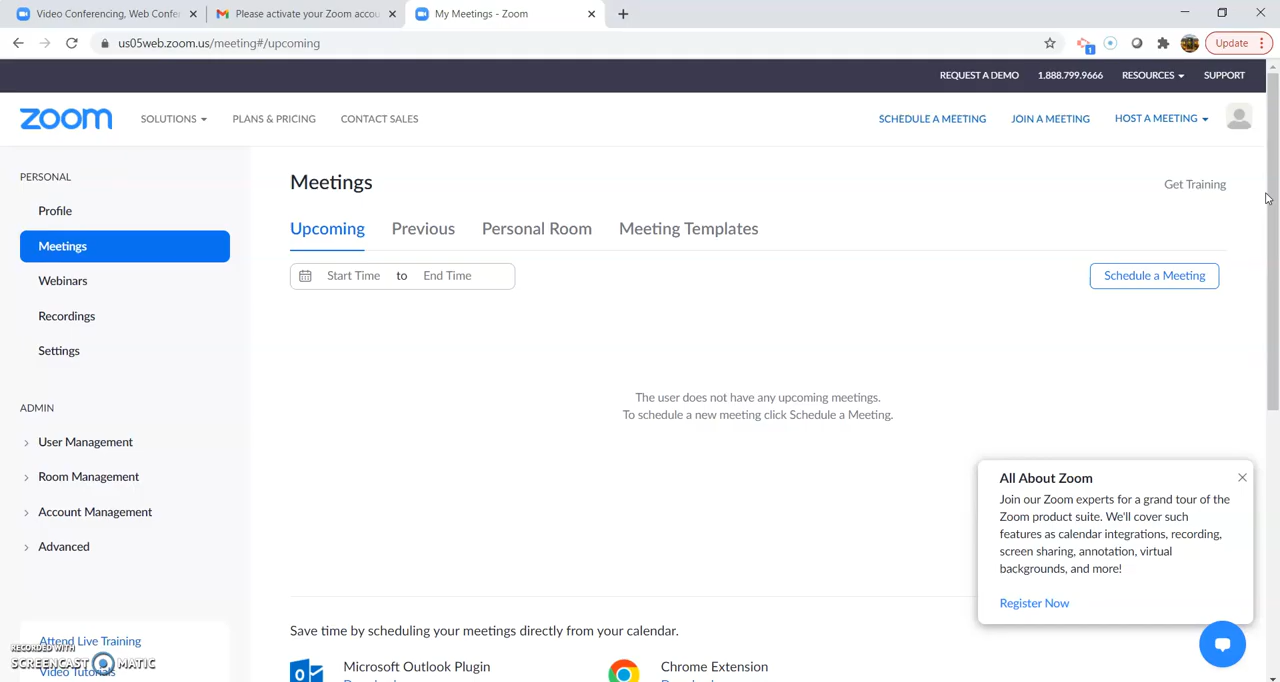 Video Conferencing, Web Confe
Please activate your Zoom accou
My Meetings - Zoom
us05web.zoom.us/meeting#/upcoming
1
Update
REQUEST A DEMO 1.888.799.9666 RESOURCES SUPPORT
zoom SOLUTIONS PLANS & PRICING CONTACT SALES SCHEDULE A MEETING JOIN A MEETING HOST A MEETING
PERSONAL
Profile
Meetings
Webinars
Recordings
Settings
ADMIN
User Management
Room Management
Account Management
Advanced
Attend Live Training
Video Tutorials
RECORDED WITH
SCREENCAST MATIC
Meetings
Get Training
Upcoming Previous Personal Room Meeting Templates
Start Time to End Time
Schedule a Meeting
The user does not have any upcoming meetings.
To schedule a new meeting click Schedule a Meeting.
All About Zoom
Join our Zoom experts for a grand tour of the
Zoom product suite. We'll cover such
features as calendar integrations, recording,
screen sharing, annotation, virtual
backgrounds, and more!
Register Now
Save time by scheduling your meetings directly from your calendar.
Microsoft Outlook Plugin
Chrome Extension